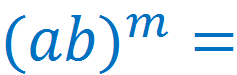 (ab)^m =